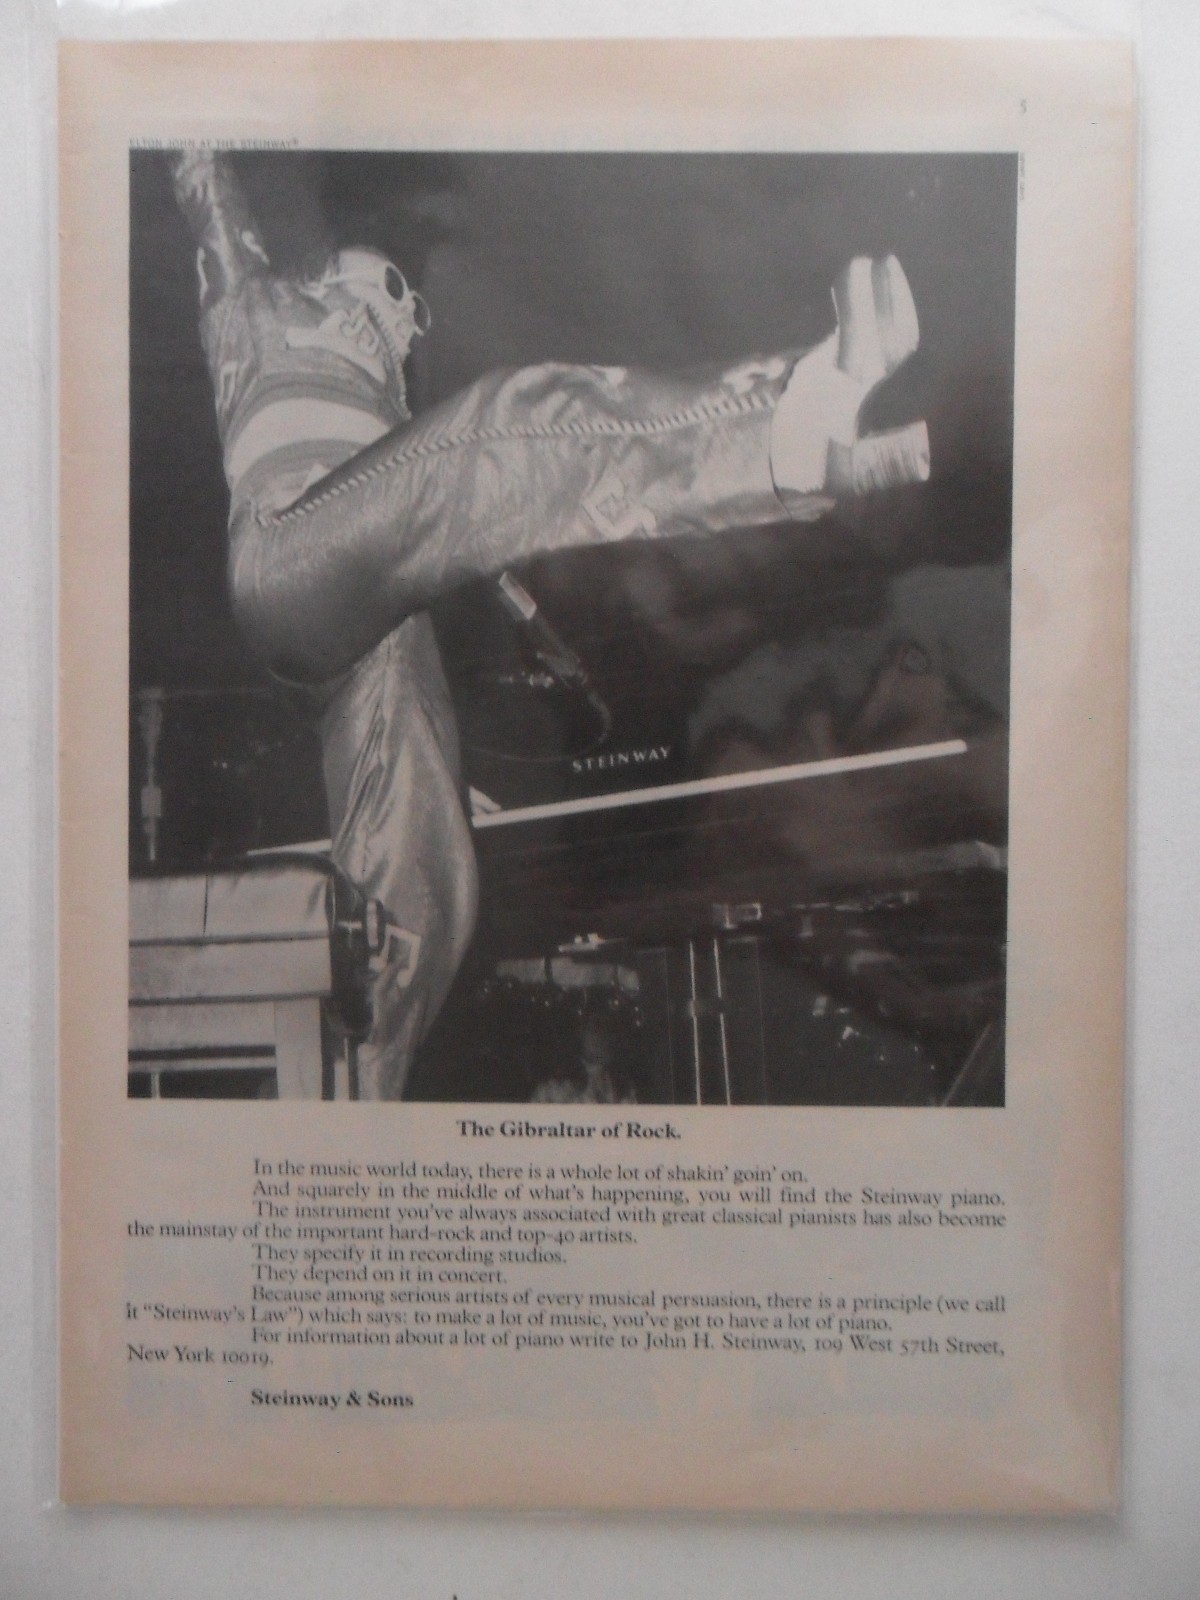 5
ELTON JOHN AT THE STEINWAY®
STEINWAY
The Gibraltar of Rock.
In the music world today, there is a whole lot of shakin' goin' on.
And squarely in the middle of what's happening, you will find the Steinway piano.
The instrument you've always associated with great classical pianists has also become
the mainstay of the important hard-rock and top-40 artists.
They specify it in recording studios.
They depend on it in concert.
Because among serious artists of every musical persuasion, there is a principle (we call
it "Steinway's Law") which says: to make a lot of music, you've got to have a lot of piano.
For information about a lot of piano write to John H. Steinway, 109 West 57th Street,
New York 10019.
Steinway & Sons